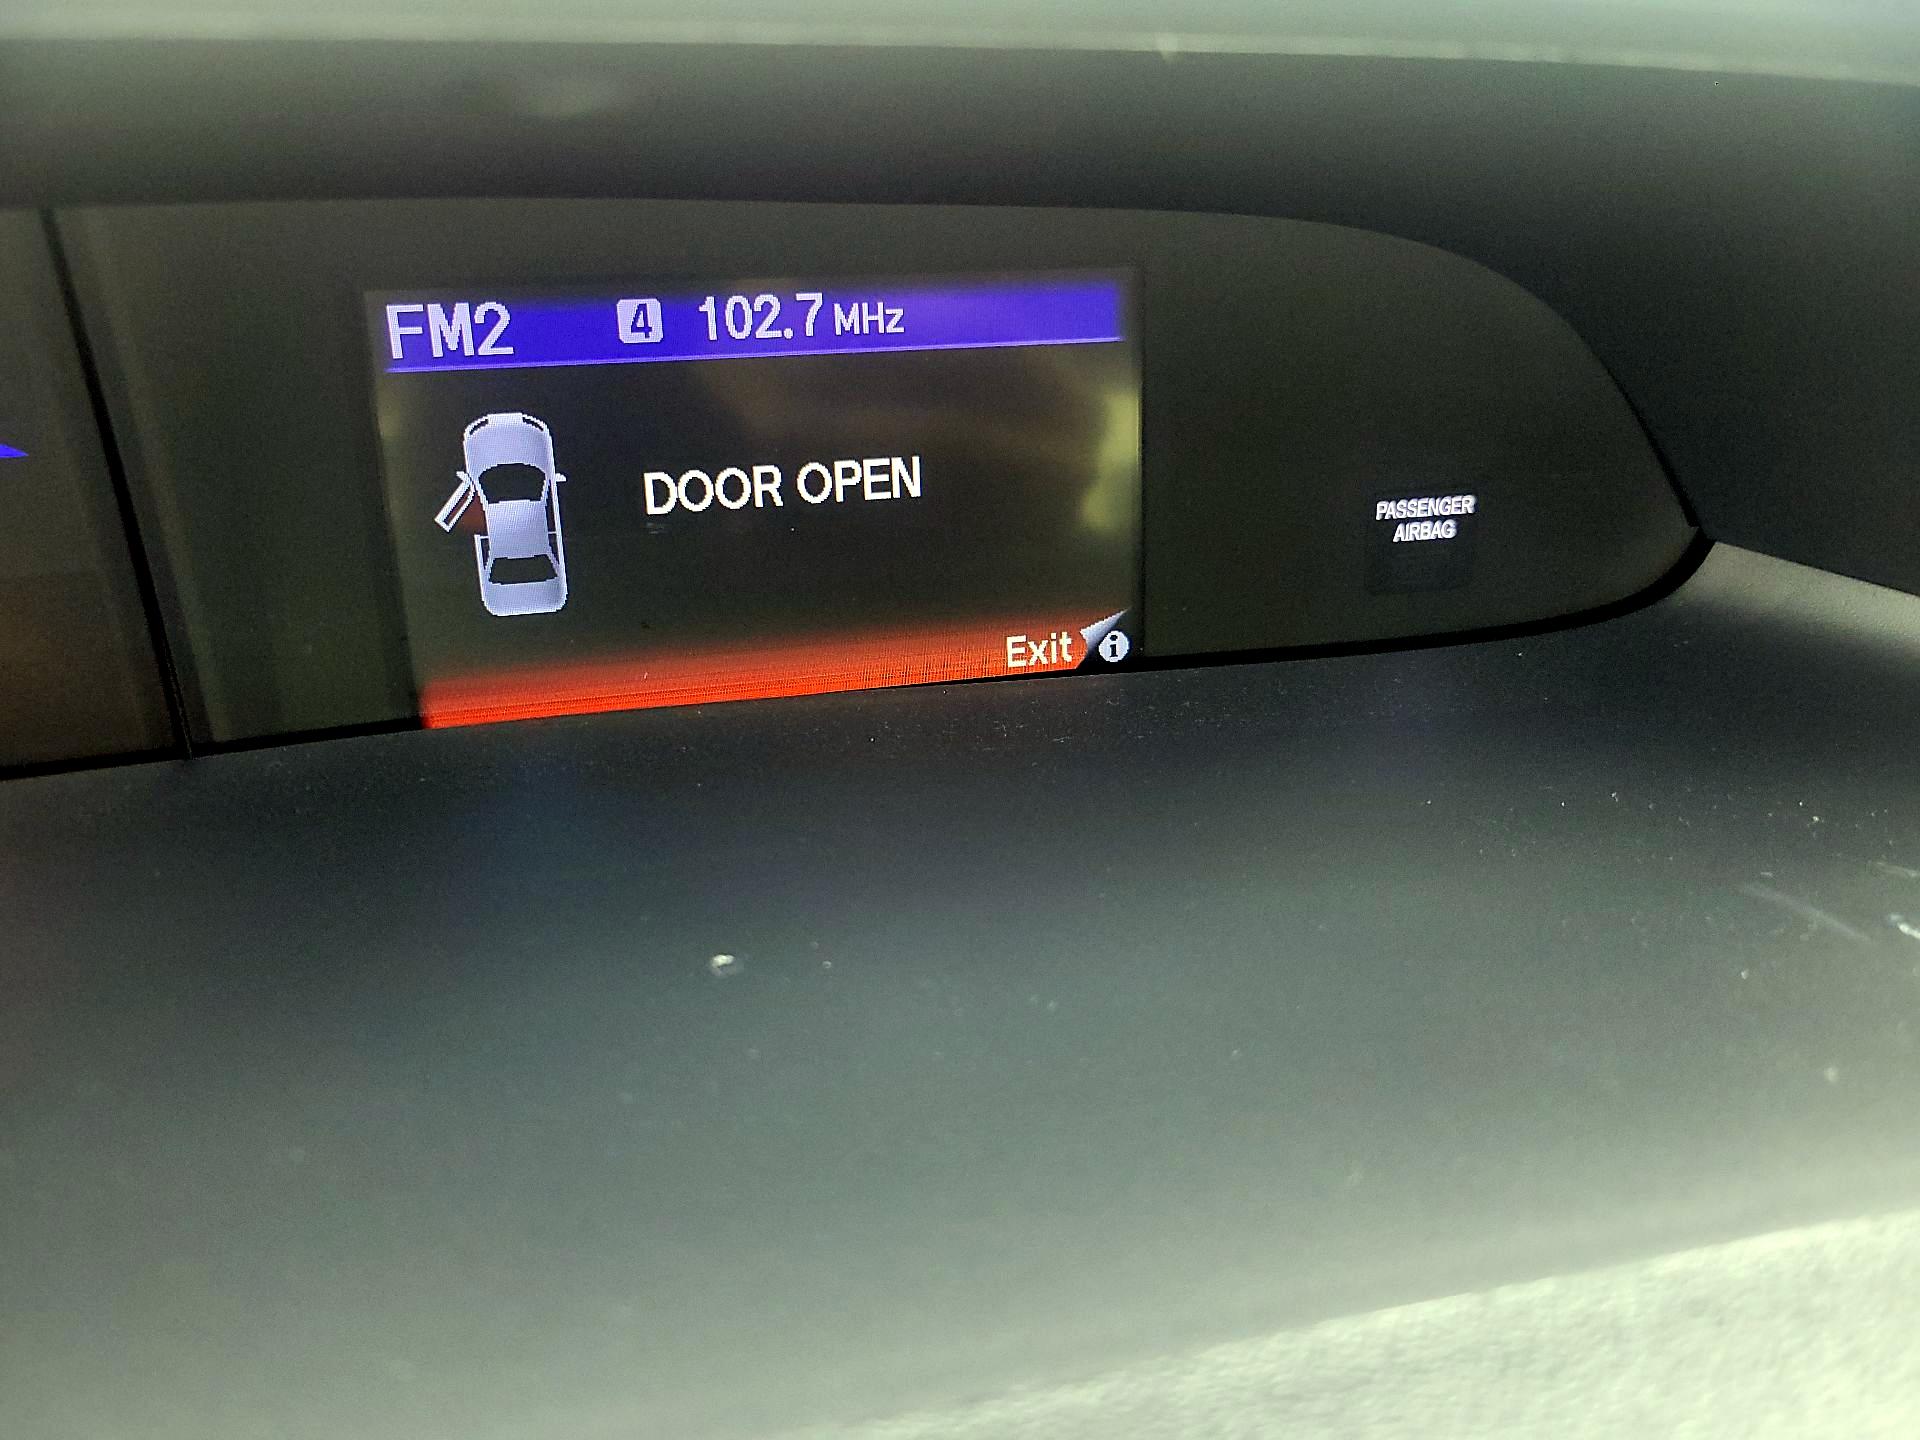 FM2 4 102.7 MHz
DOOR OPEN
PASSENGER
AIRBAG
Exit i